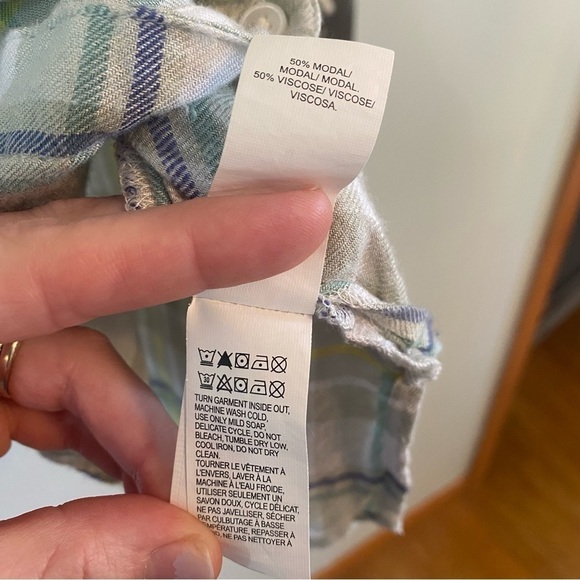 50% MODAL/
MODAL/ MODAL.
50% VISCOSE/ VISCOSE/
VISCOSA.
30
TURN GARMENT INSIDE OUT,
MACHINE WASH COLD,
USE ONLY MILD SOAP,
DELICATE CYCLE, DO NOT
BLEACH, TUMBLE DRY LOW,
COOL IRON, DO NOT DRY
CLEAN.
TOURNER LE VÊTEMENT À
L'ENVERS, LAVER À LA
MACHINE À L'EAU FROIDE,
UTILISER SEULEMENT UN
SAVON DOUX, CYCLE DÉLICAT,
NE PAS JAVELLISER, SÉCHER
PAR CULBUTAGE À BASSE
TEMPÉRATURE, REPASSER À
NE PAS NETTOYER À